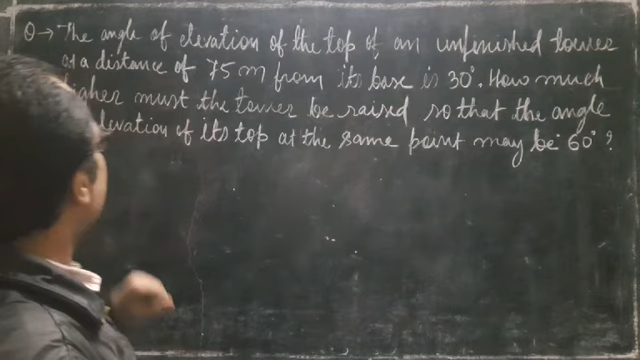 Q→ The angle of elevation of the top of an unfinished tower
at a distance of 75 m from its base is 30°. How much
higher must the tower be raised so that the angle
elevation of its top at the same point may be 60° ?